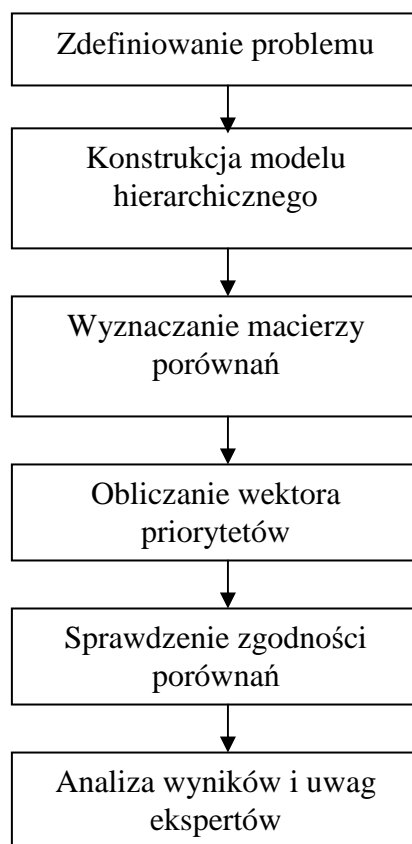 Zdefiniowanie problemu
Konstrukcja modelu
hierarchicznego
Wyznaczanie macierzy
porównań
Obliczanie wektora
priorytetów
Sprawdzenie zgodności
porównań
Analiza wyników i uwag
ekspertów